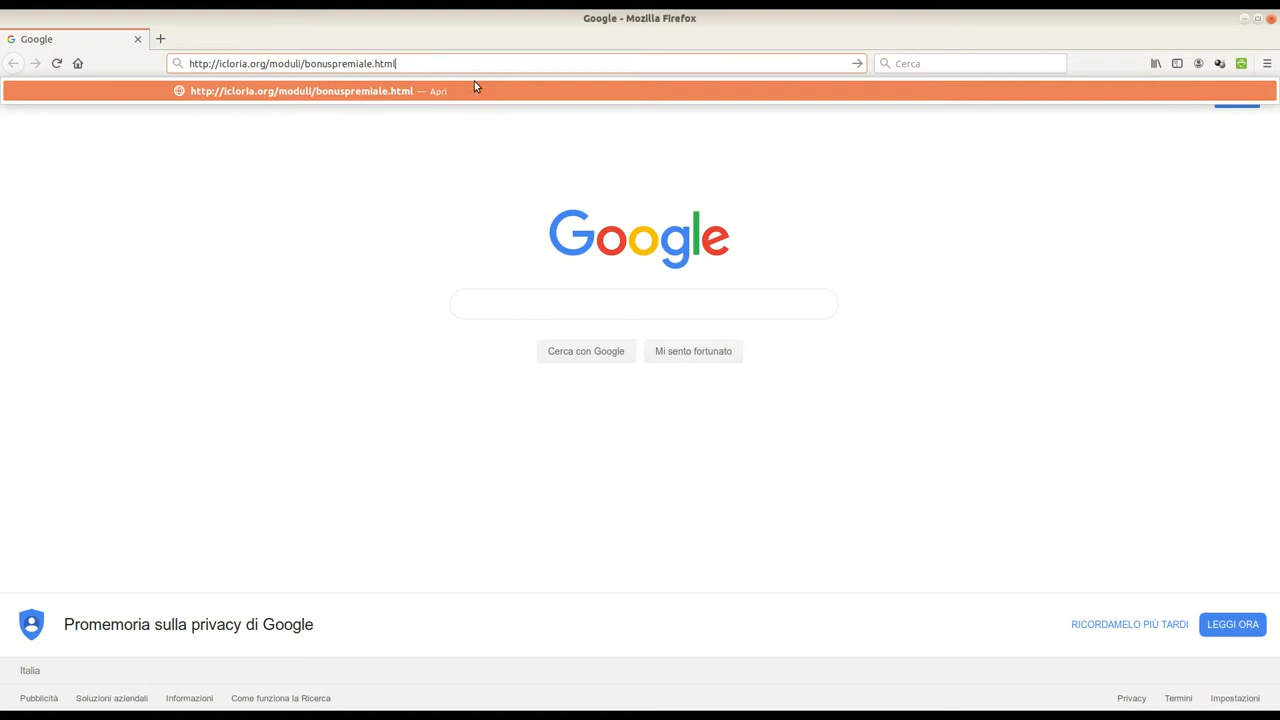 Google - Mozilla Firefox
Google
http://icloria.org/moduli/bonuspremiale.html
Cerca
http://icloria.org/moduli/bonuspremiale.html — Apri
Google
Cerca con Google
Mi sento fortunato
Promemoria sulla privacy di Google
RICORDAMELO PIÙ TARDI
LEGGI ORA
Italia
Pubblicità
Soluzioni aziendali
Informazioni
Come funziona la Ricerca
Privacy
Termini
Impostazioni